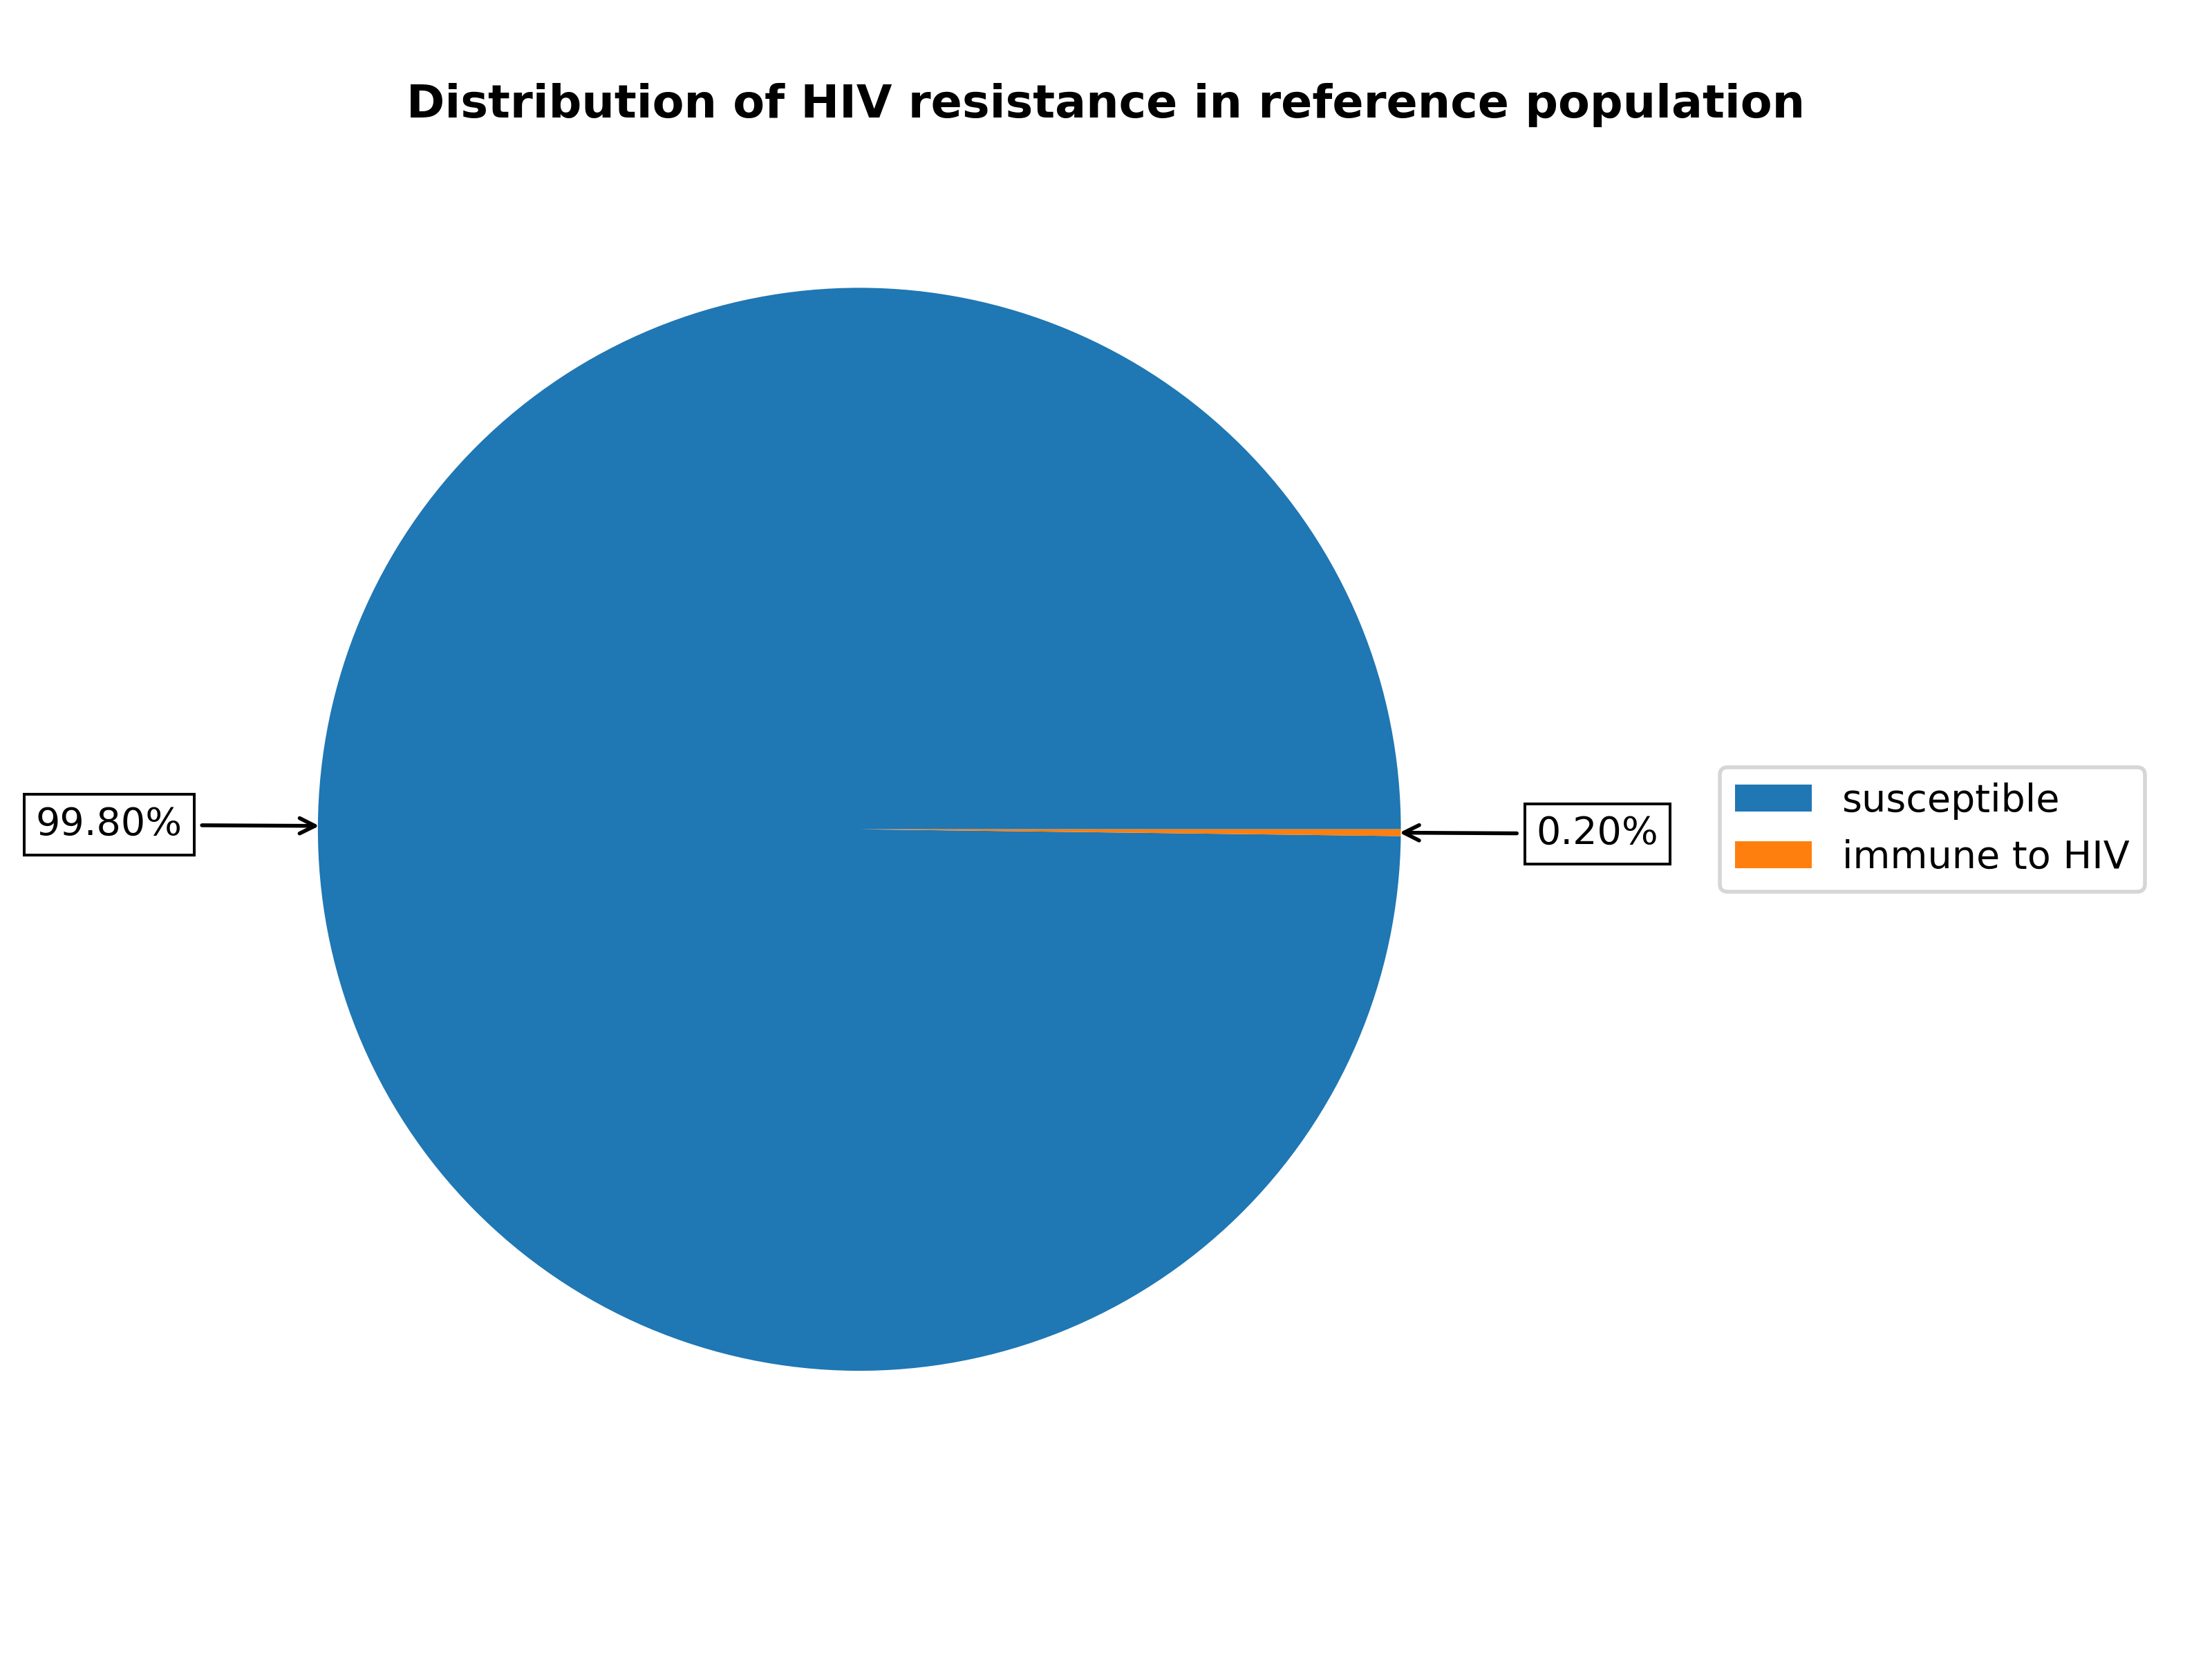 Distribution of HIV resistance in reference population
99.80%
0.20%
susceptible
immune to HIV